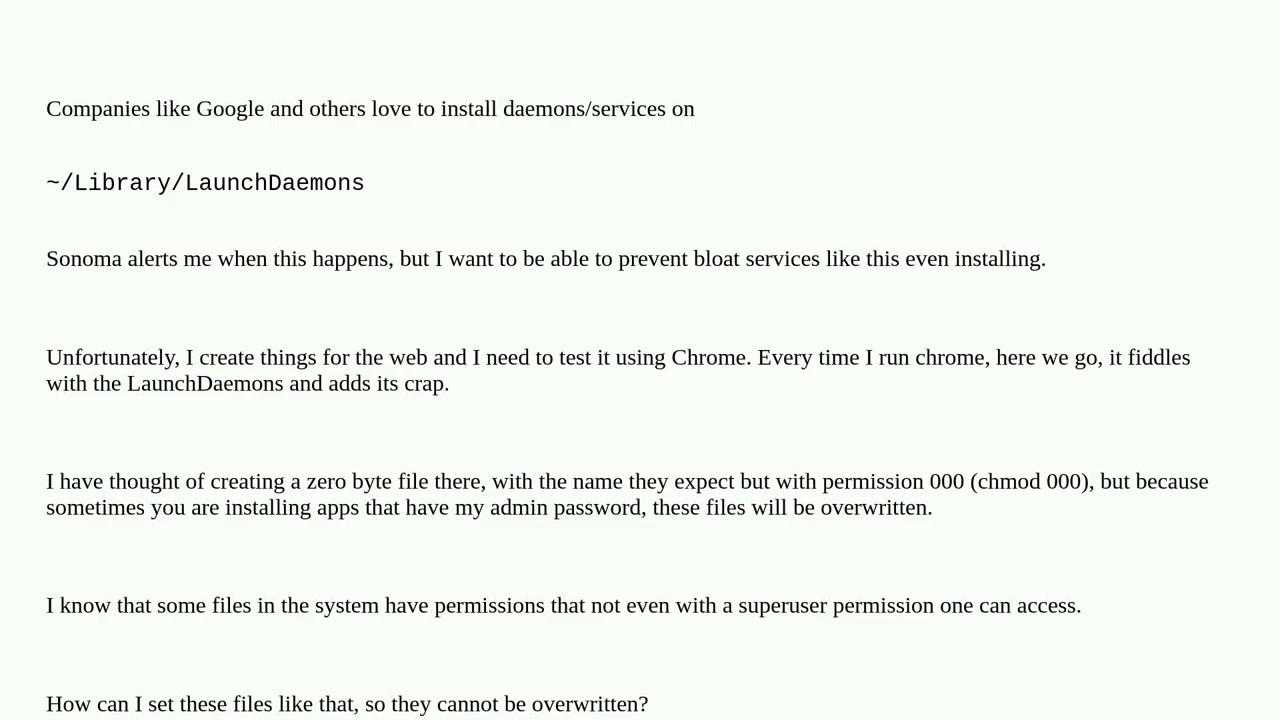 Companies like Google and others love to install daemons/services on
~/Library/LaunchDaemons
Sonoma alerts me when this happens, but I want to be able to prevent bloat services like this even installing.
Unfortunately, I create things for the web and I need to test it using Chrome. Every time I run chrome, here we go, it fiddles
with the LaunchDaemons and adds its crap.
I have thought of creating a zero byte file there, with the name they expect but with permission 000 (chmod 000), but because
sometimes you are installing apps that have my admin password, these files will be overwritten.
I know that some files in the system have permissions that not even with a superuser permission one can access.
How can I set these files like that, so they cannot be overwritten?